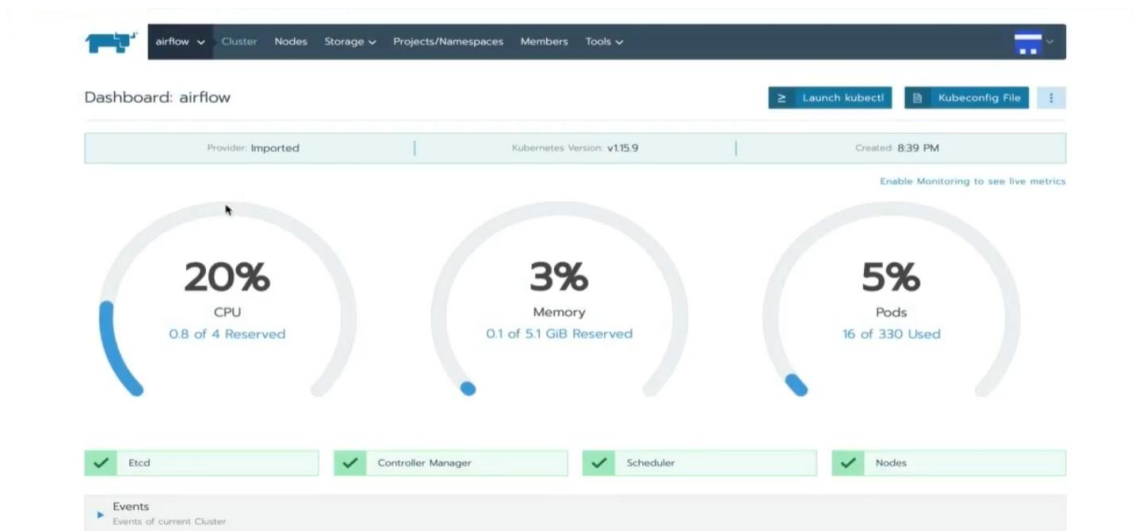 airflow Cluster Nodes Storage Projects/Namespaces Members Tools
Dashboard: airflow
Launch kubectl
Kubeconfig File
Provider: Imported
Kubernetes Version: v1.15.9
Created: 8:39 PM
Enable Monitoring to see live metrics
20%
CPU
0.8 of 4 Reserved
3%
Memory
0.1 of 5.1 GiB Reserved
5%
Pods
16 of 330 Used
Etcd
Controller Manager
Scheduler
Nodes
Events
Events of current Cluster